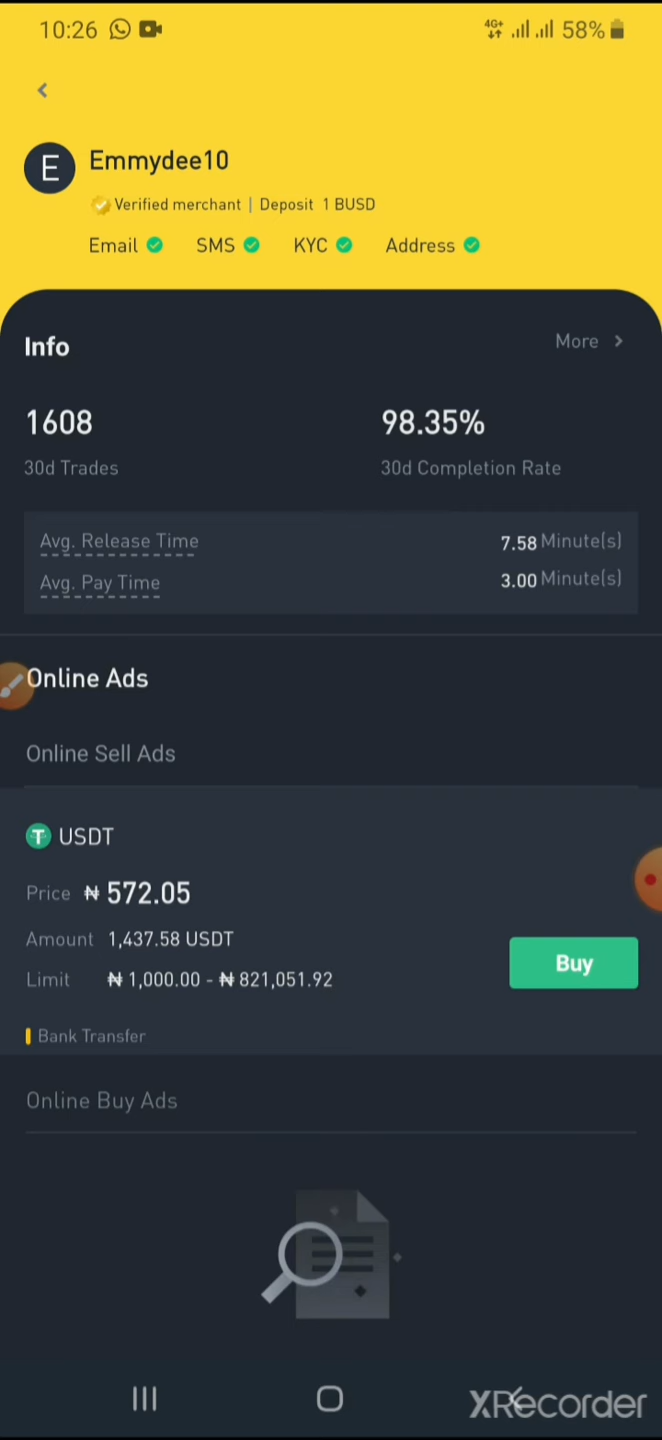 10:26 4G+ 58%
E Emmydee10
Verified merchant | Deposit 1 BUSD
Email SMS KYC Address
Info More >
1608 98.35%
30d Trades 30d Completion Rate
Avg. Release Time 7.58 Minute(s)
Avg. Pay Time 3.00 Minute(s)
Online Ads
Online Sell Ads
T USDT
Price ₦ 572.05
Amount 1,437.58 USDT
Buy
Limit ₦ 1,000.00 - ₦ 821,051.92
Bank Transfer
Online Buy Ads
XRecorder